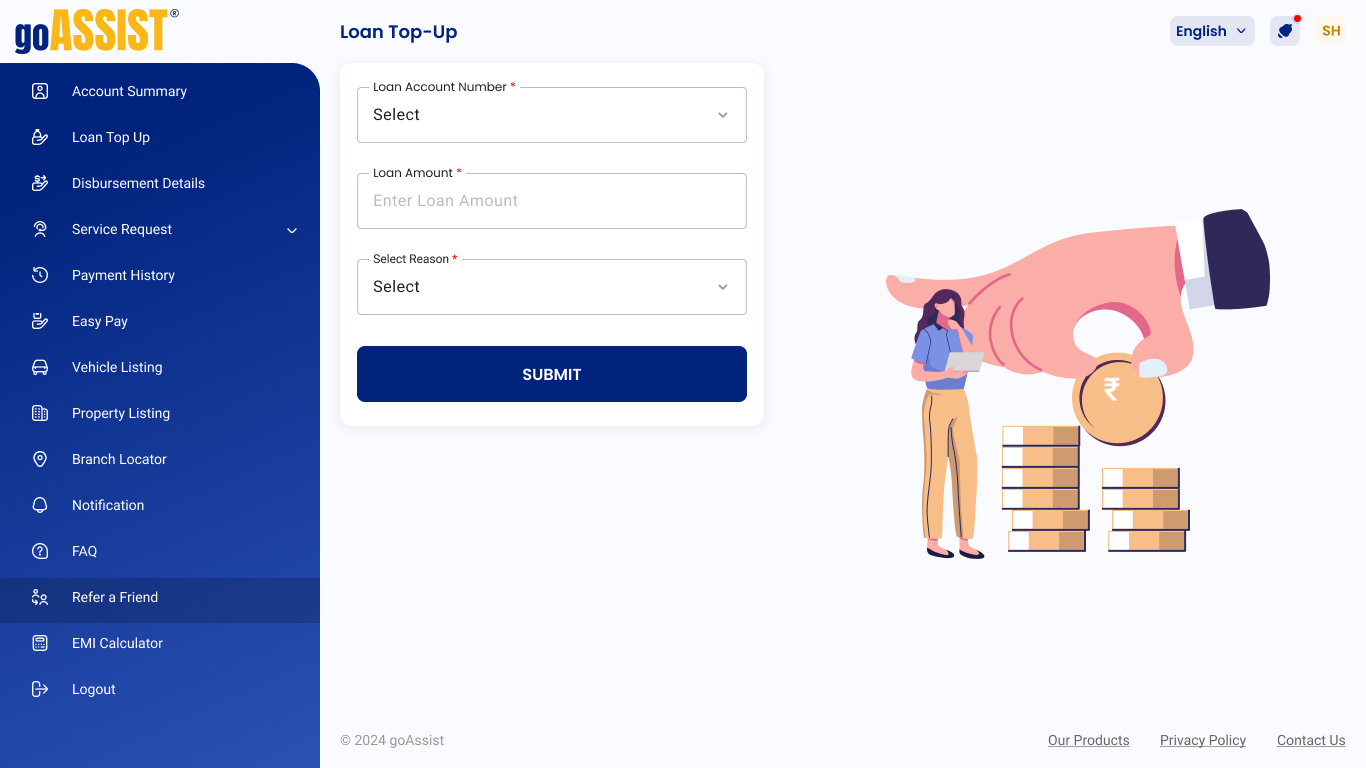 goASSIST®
Loan Top-Up
English
SH
Account Summary
Loan Top Up
Disbursement Details
Service Request
Payment History
Easy Pay
Vehicle Listing
Property Listing
Branch Locator
Notification
FAQ
Refer a Friend
EMI Calculator
Logout
Loan Account Number *
Select
Loan Amount *
Enter Loan Amount
Select Reason *
Select
SUBMIT
₹
© 2024 goAssist
Our Products
Privacy Policy
Contact Us